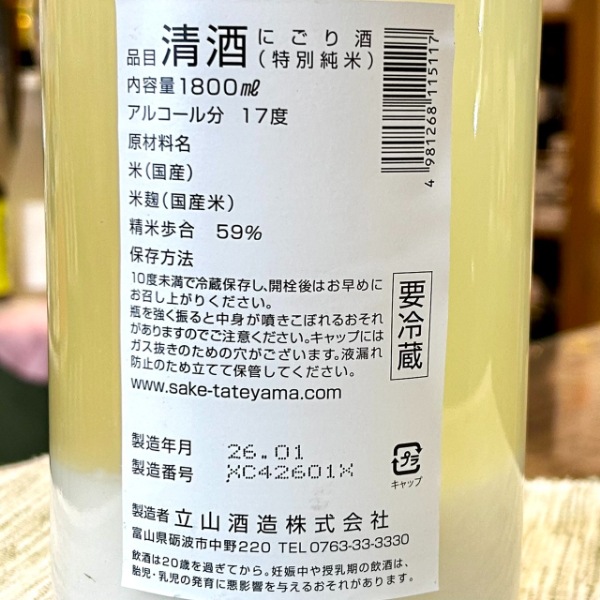 品目 清酒 にごり酒
(特別純米)
内容量1800ml
アルコール分 17度
原材料名
米(国産)
米麹(国産米)
精米歩合 59%
保存方法
10度未満で冷蔵保存し、開栓後はお早めに
お召し上がりください。
瓶を強く振ると中身が噴きこぼれるおそれ
がありますのでご注意ください。キャップには
ガス抜きのための穴がございます。液漏れ
防止のため立てて保管してください。
www.sake-tateyama.com/
要冷蔵
4 981268 115117
製造年月 26.01
製造番号 XC42601X
プラ
キャップ
製造者 立山酒造株式会社
富山県砺波市中野220 TEL 0763-33-3330
飲酒は20歳を過ぎてから。妊娠中や授乳期の飲酒は、
胎児・乳児の発育に悪影響を与えるおそれがあります。